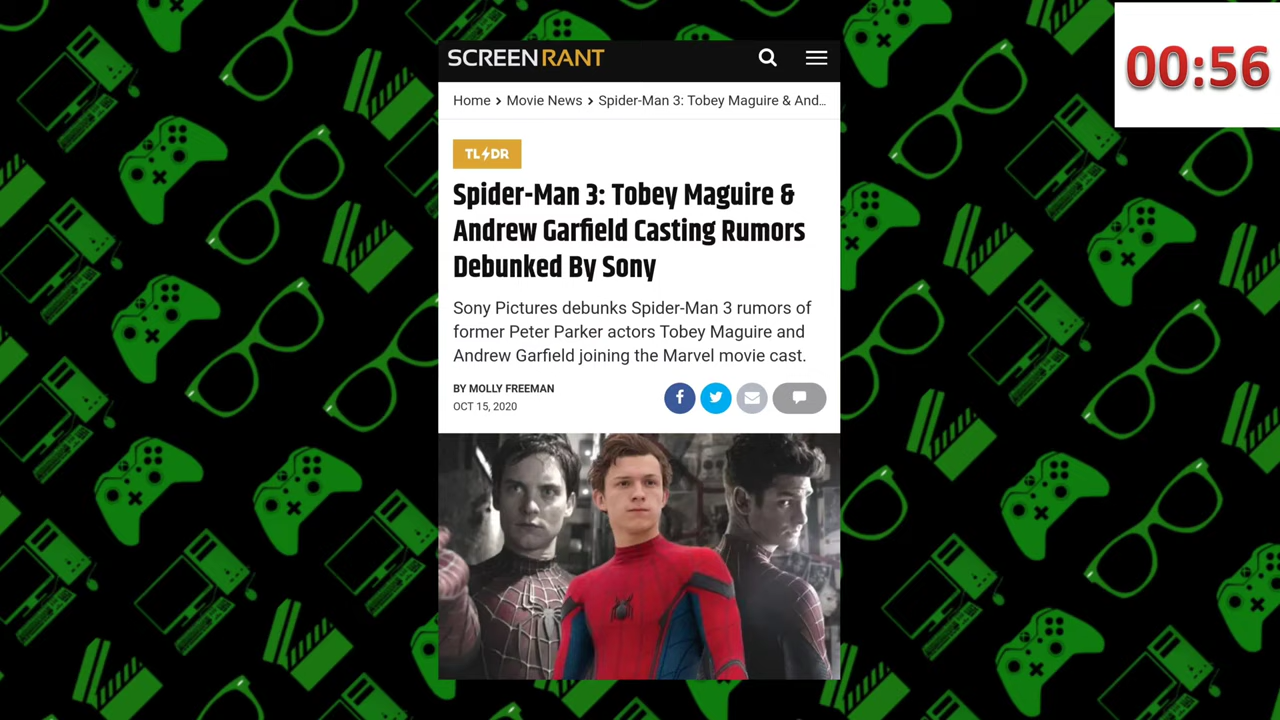 SCREENRANT
00:56
Home > Movie News > Spider-Man 3: Tobey Maguire & And...
TL DR
Spider-Man 3: Tobey Maguire &
Andrew Garfield Casting Rumors
Debunked By Sony
Sony Pictures debunks Spider-Man 3 rumors of
former Peter Parker actors Tobey Maguire and
Andrew Garfield joining the Marvel movie cast.
BY MOLLY FREEMAN
OCT 15, 2020